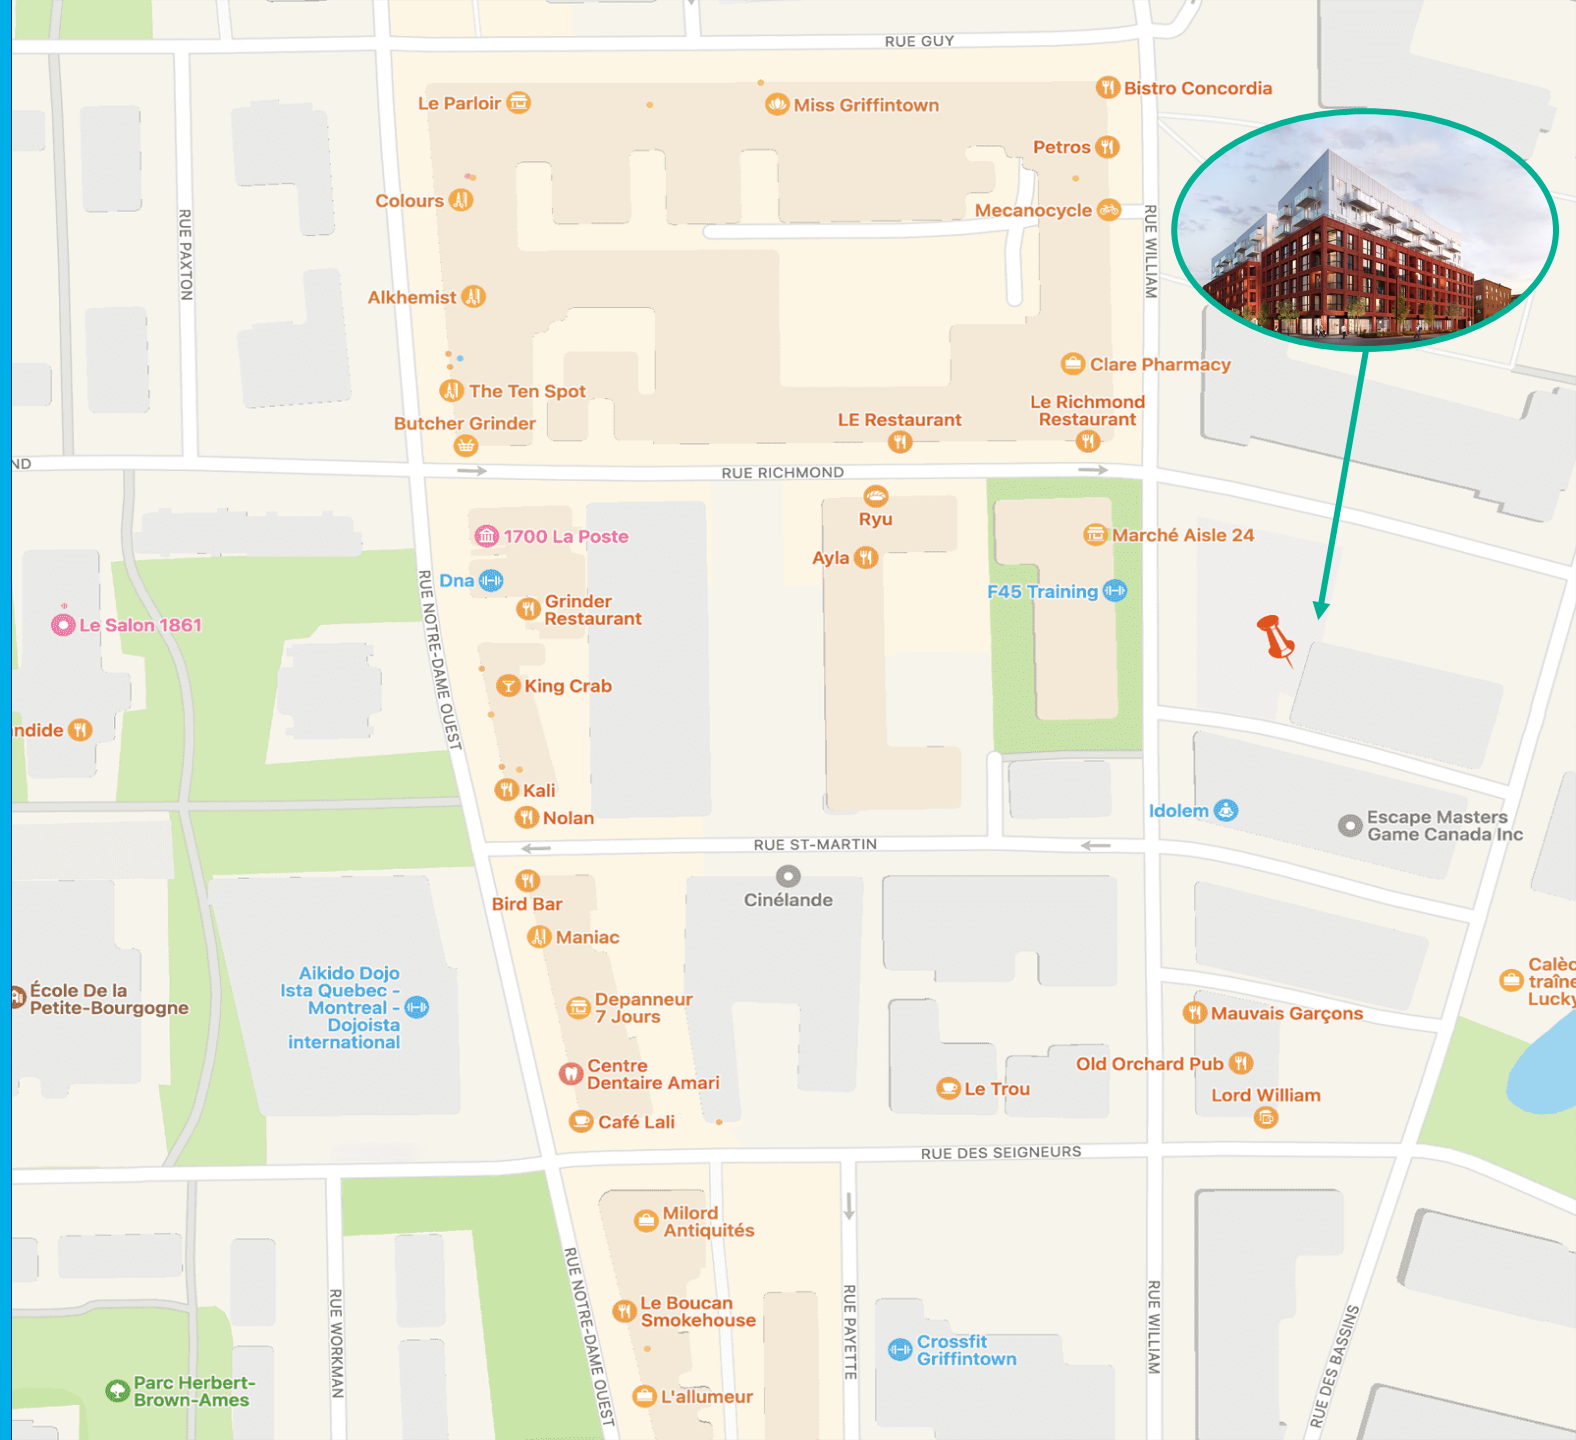 RUE GUY
Bistro Concordia
Le Parloir
Miss Griffintown
Petros
Colours
Mecanocycle
RUE PAXTON
RUE WILLIAM
Alkhemist
Clare Pharmacy
The Ten Spot
Le Richmond
Restaurant
LE Restaurant
Butcher Grinder
ND
RUE RICHMOND
Ryu
1700 La Poste
Marché Aisle 24
Ayla
Dna
F45 Training
Grinder
Restaurant
Le Salon 1861
RUE NOTRE-DAME OUEST
King Crab
ndide
Kali
Nolan
Idolem
Escape Masters
Game Canada Inc
RUE ST-MARTIN
Cinélande
Bird Bar
Maniac
Aikido Dojo
Ista Quebec -
Montreal -
Dojoista
international
École De la
Petite-Bourgogne
Depanneur
7 Jours
Calèc
traîne
Lucky
Mauvais Garçons
Centre
Dentaire Amari
Old Orchard Pub
Le Trou
Lord William
Café Lali
RUE DES SEIGNEURS
Milord
Antiquités
RUE NOTRE-DAME OUEST
RUE WORKMAN
RUE PAYETTE
RUE WILLIAM
RUE DES BASSINS
Le Boucan
Smokehouse
Crossfit
Griffintown
Parc Herbert-
Brown-Ames
L'allumeur